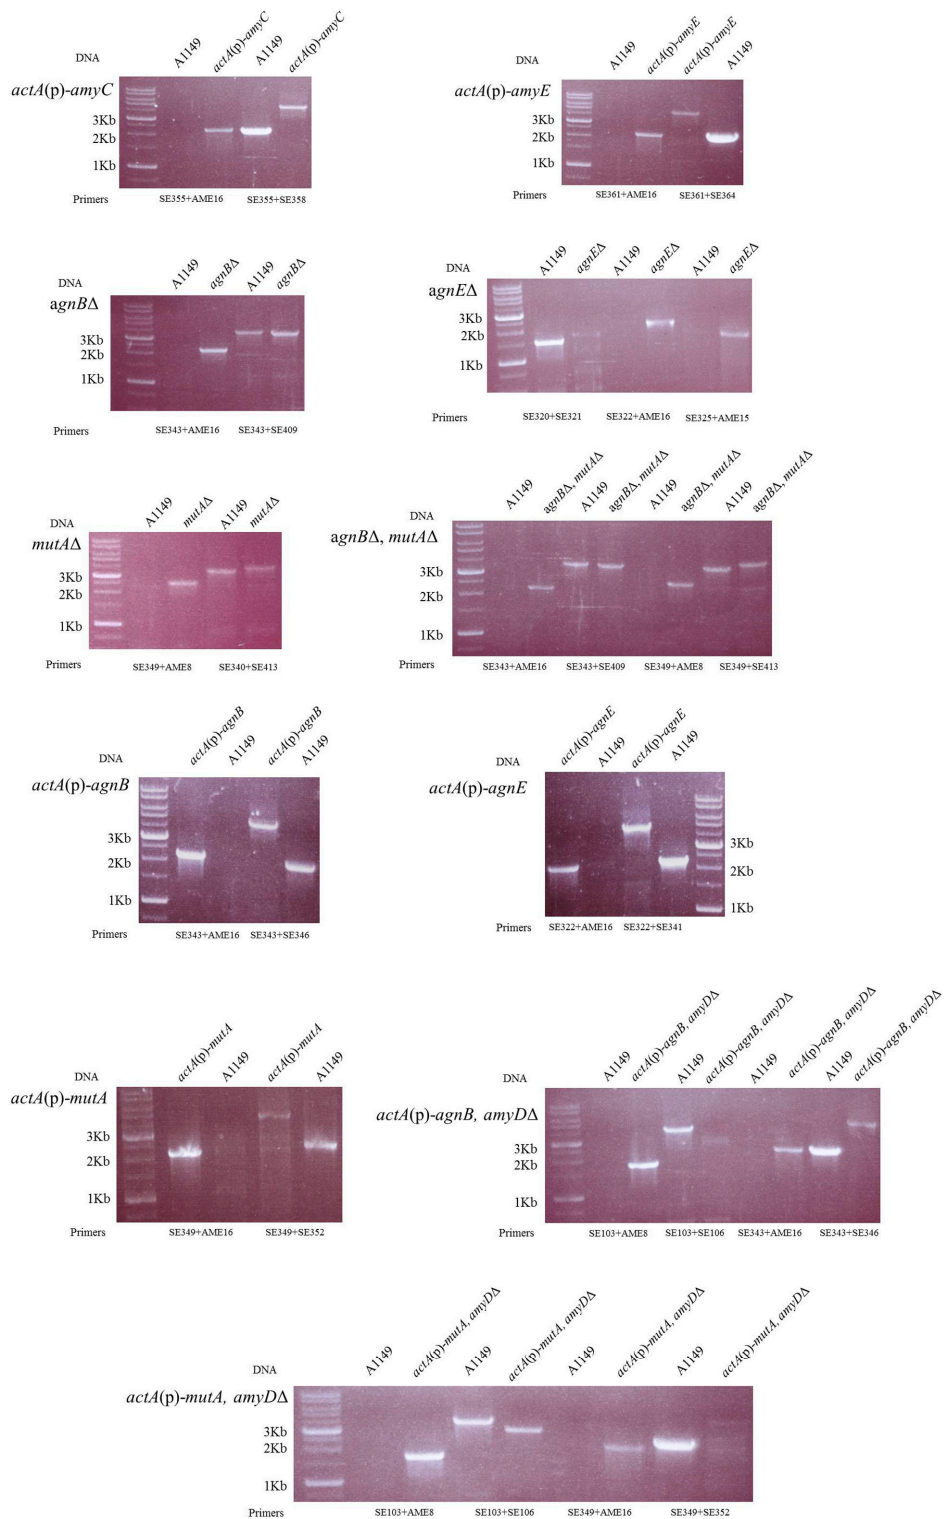 DNA A1149 actA(p)-amyC A1149 actA(p)-amyC
actA(p)-amyC
3Kb
2Kb
1Kb
Primers SE355+AME16 SE355+SE358
DNA A1149 actA(p)-amyE actA(p)-amyE A1149
actA(p)-amyE
3Kb
2Kb
1Kb
Primers SE361+AME16 SE361+SE364
DNA A1149 agnBΔ A1149 agnBΔ
agnBΔ
3Kb
2Kb
1Kb
Primers SE343+AME16 SE343+SE409
DNA A1149 agnEΔ A1149 agnEΔ A1149 agnEΔ
agnEΔ
3Kb
2Kb
1Kb
Primers SE320+SE321 SE322+AME16 SE325+AME15
DNA A1149 mutAΔ A1149 mutAΔ
mutAΔ
3Kb
2Kb
1Kb
Primers SE349+AME8 SE340+SE413
DNA A1149 agnBΔ, mutAΔ A1149 agnBΔ, mutAΔ A1149 agnBΔ, mutAΔ A1149 agnBΔ, mutAΔ
agnBΔ, mutAΔ
3Kb
2Kb
1Kb
Primers SE343+AME16 SE343+SE409 SE349+AME8 SE349+SE413
DNA actA(p)-agnB A1149 actA(p)-agnB A1149
actA(p)-agnB
3Kb
2Kb
1Kb
Primers SE343+AME16 SE343+SE346
DNA actA(p)-agnE A1149 actA(p)-agnE A1149
actA(p)-agnE
3Kb
2Kb
1Kb
Primers SE322+AME16 SE322+SE341
DNA actA(p)-mutA A1149 actA(p)-mutA A1149
actA(p)-mutA
3Kb
2Kb
1Kb
Primers SE349+AME16 SE349+SE352
DNA A1149 actA(p)-agnB, amyDΔ A1149 actA(p)-agnB, amyDΔ A1149 actA(p)-agnB, amyDΔ A1149 actA(p)-agnB, amyDΔ
actA(p)-agnB, amyDΔ
3Kb
2Kb
1Kb
Primers SE103+AME8 SE103+SE106 SE343+AME16 SE343+SE346
DNA A1149 actA(p)-mutA, amyDΔ A1149 actA(p)-mutA, amyDΔ A1149 actA(p)-mutA, amyDΔ A1149 actA(p)-mutA, amyDΔ
actA(p)-mutA, amyDΔ
3Kb
2Kb
1Kb
Primers SE103+AME8 SE103+SE106 SE349+AME16 SE349+SE352